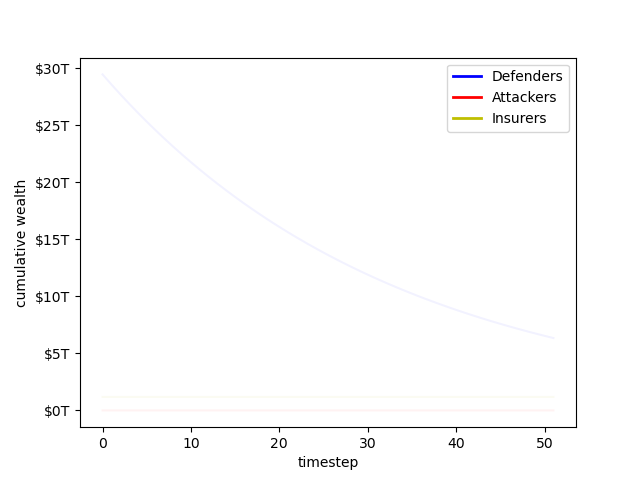 $30T
$25T
$20T
$15T
$10T
$5T
$0T
cumulative wealth
Defenders
Attackers
Insurers
0 10 20 30 40 50
timestep